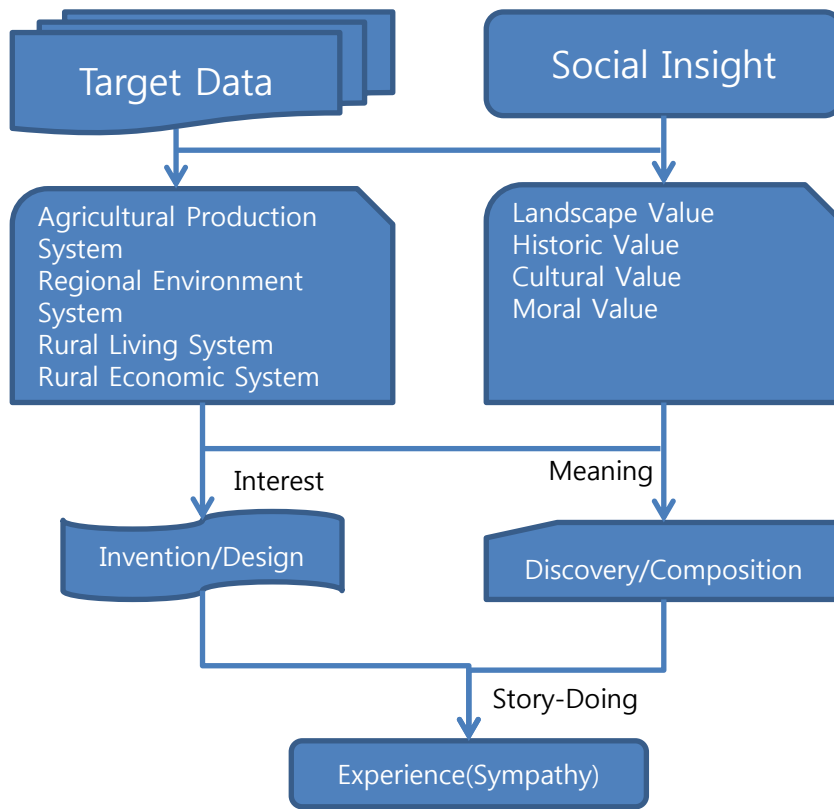 Target Data
Social Insight
Agricultural Production
System
Regional Environment
System
Rural Living System
Rural Economic System
Landscape Value
Historic Value
Cultural Value
Moral Value
Interest
Meaning
Invention/Design
Discovery/Composition
Story-Doing
Experience(Sympathy)